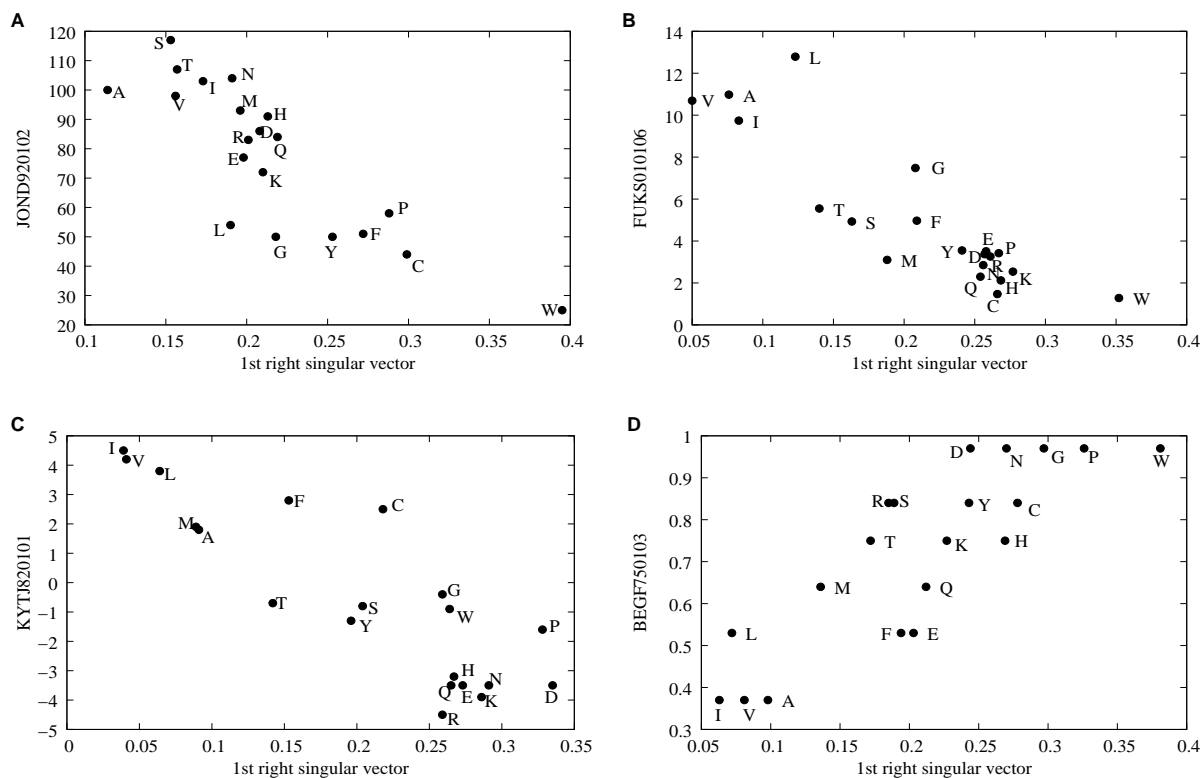 A
JOND920102
120
110
100
90
80
70
60
50
40
30
20
S
T
I
N
A
V
M
H
R
D
Q
E
K
L
P
G
Y
F
C
W
0.1
0.15
0.2
0.25
0.3
0.35
0.4
1st right singular vector
B
FUKS010106
14
12
10
8
6
4
2
0
L
V
A
I
G
T
S
F
M
Y
E
P
D
R
N
K
Q
H
C
W
0.05
0.1
0.15
0.2
0.25
0.3
0.35
0.4
1st right singular vector
C
KYTJ820101
5
4
3
2
1
0
−1
−2
−3
−4
−5
I
V
L
F
C
M
A
T
S
G
Y
W
P
H
Q
E
N
K
D
R
0
0.05
0.1
0.15
0.2
0.25
0.3
0.35
1st right singular vector
D
BEGF750103
1
0.9
0.8
0.7
0.6
0.5
0.4
0.3
D
N
G
P
W
R
S
Y
C
T
K
H
M
Q
L
F
E
I
V
A
0.05
0.1
0.15
0.2
0.25
0.3
0.35
0.4
1st right singular vector